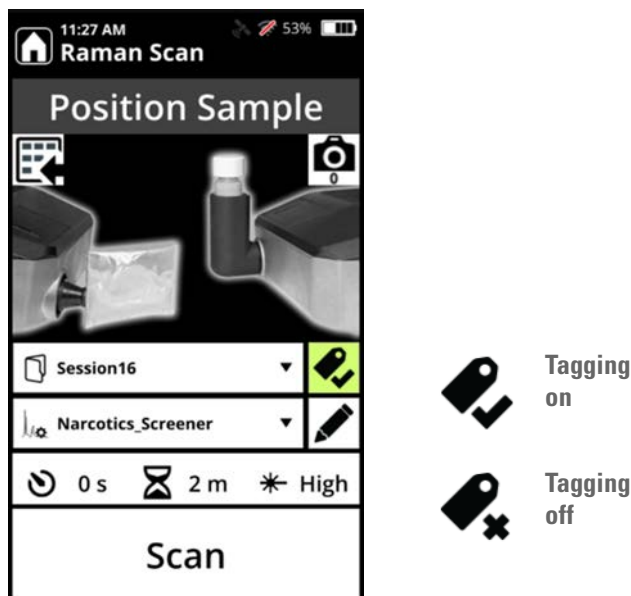 11:27 AM
53%
Raman Scan
Position Sample
0
Session16
Narcotics_Screener
0 s
2 m
High
Scan
Tagging
on
Tagging
off